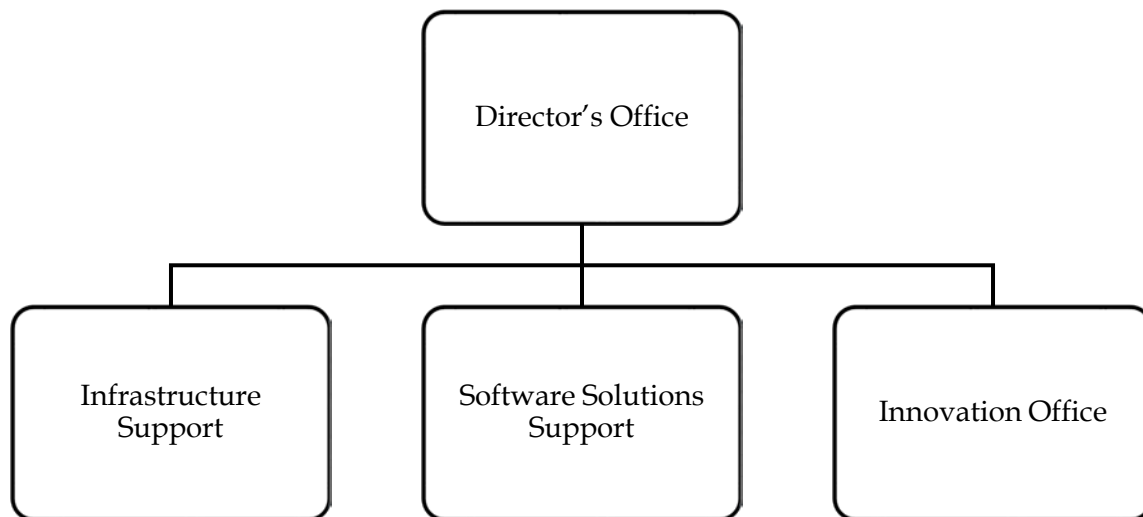 Director’s Office
Infrastructure
Support
Software Solutions
Support
Innovation Office